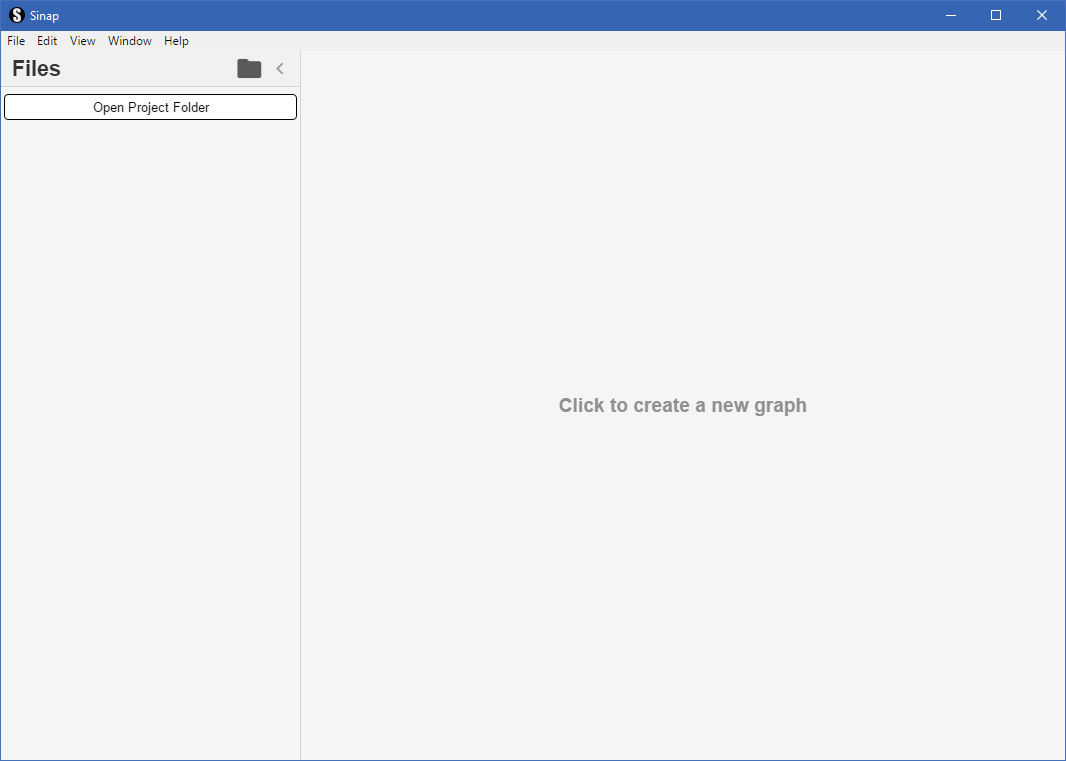 Sinap
File Edit View Window Help
Files
Open Project Folder
Click to create a new graph